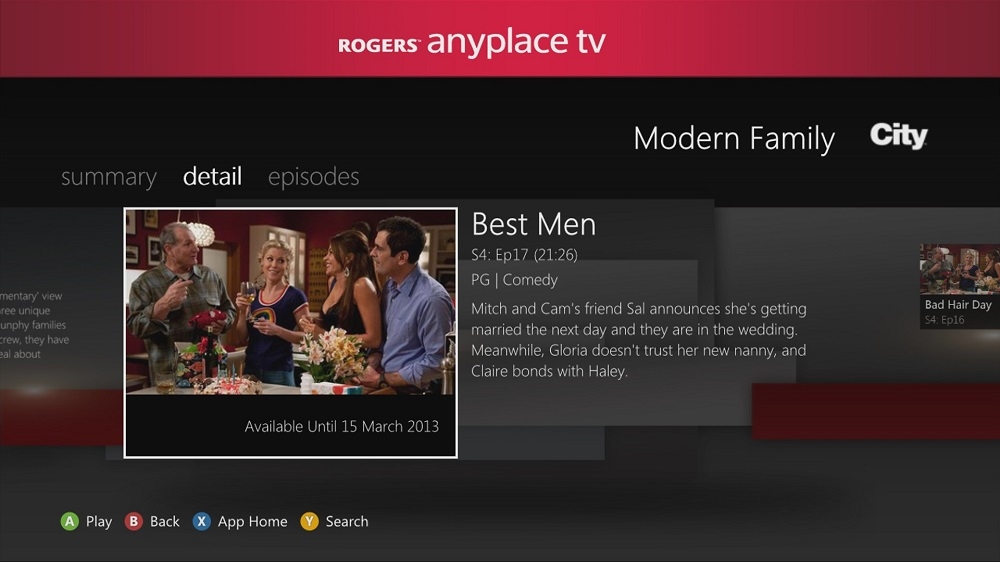 ROGERS™ anyplace tv
Modern Family
City
summary detail episodes
Best Men
S4: Ep17 (21:26)
PG | Comedy
Mitch and Cam's friend Sal announces she's getting
married the next day and they are in the wedding.
Meanwhile, Gloria doesn't trust her new nanny, and
Claire bonds with Haley.
Available Until 15 March 2013
mentary' view
ree unique
unphy families
crew, they have
eal about
Bad Hair Day
S4: Ep16
A Play B Back X App Home Y Search